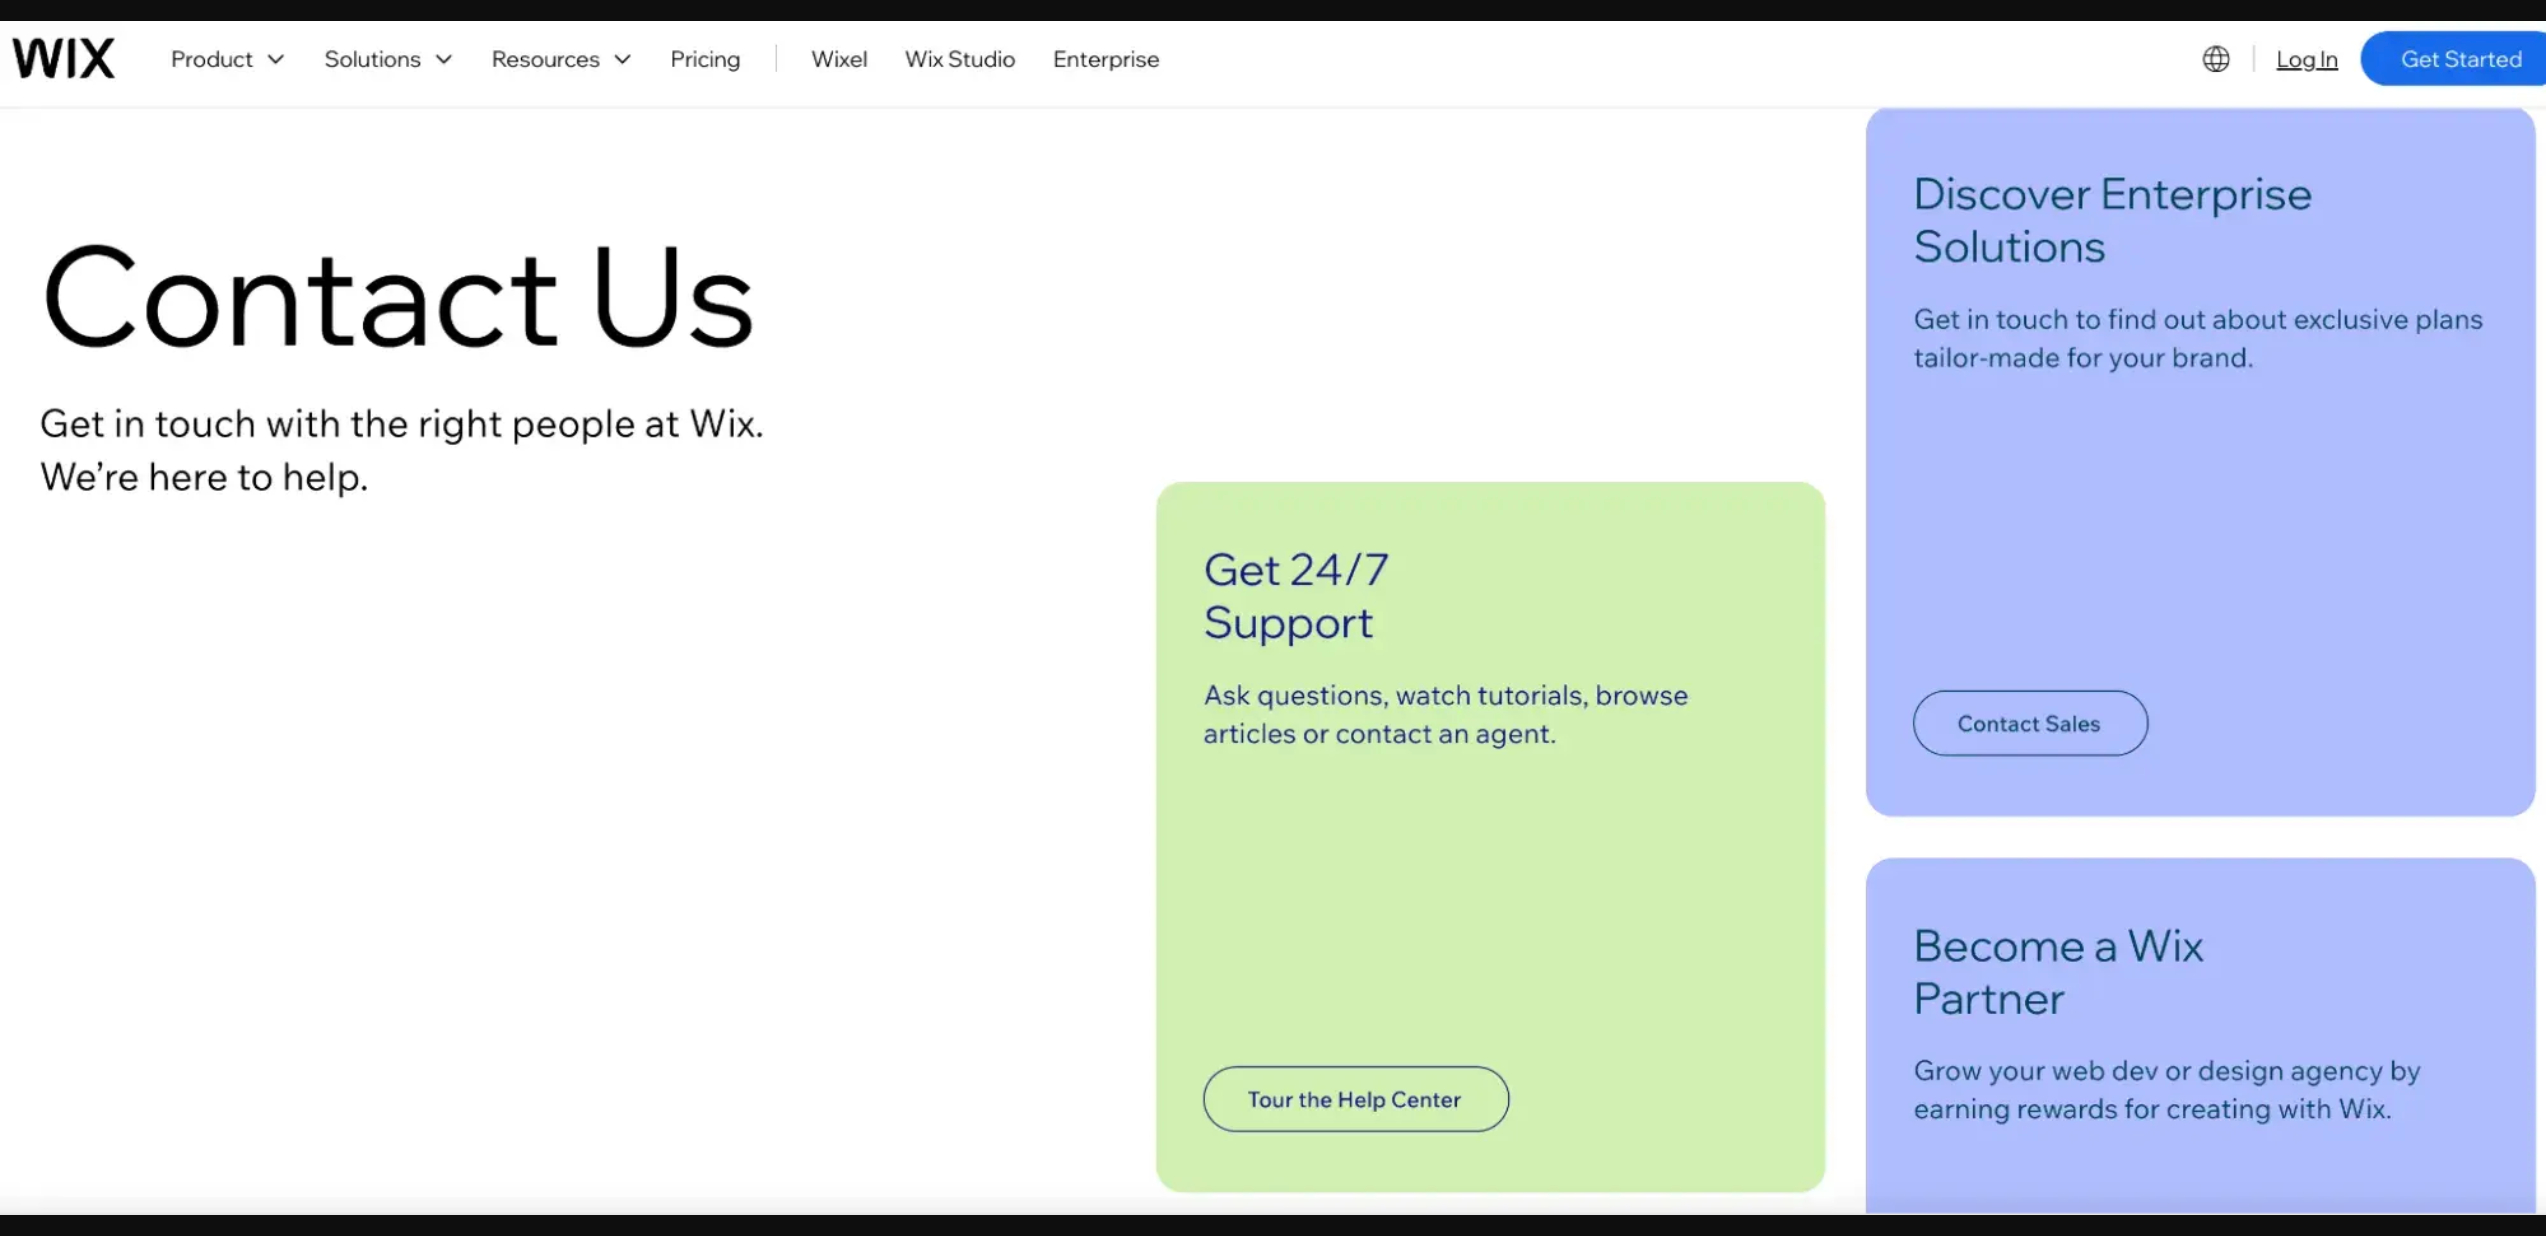 WIX
Product
Solutions
Resources
Pricing
Wixel
Wix Studio
Enterprise
Log In
Get Started
Contact Us
Get in touch with the right people at Wix.
We’re here to help.
Get 24/7
Support
Ask questions, watch tutorials, browse
articles or contact an agent.
Tour the Help Center
Discover Enterprise
Solutions
Get in touch to find out about exclusive plans
tailor-made for your brand.
Contact Sales
Become a Wix
Partner
Grow your web dev or design agency by
earning rewards for creating with Wix.